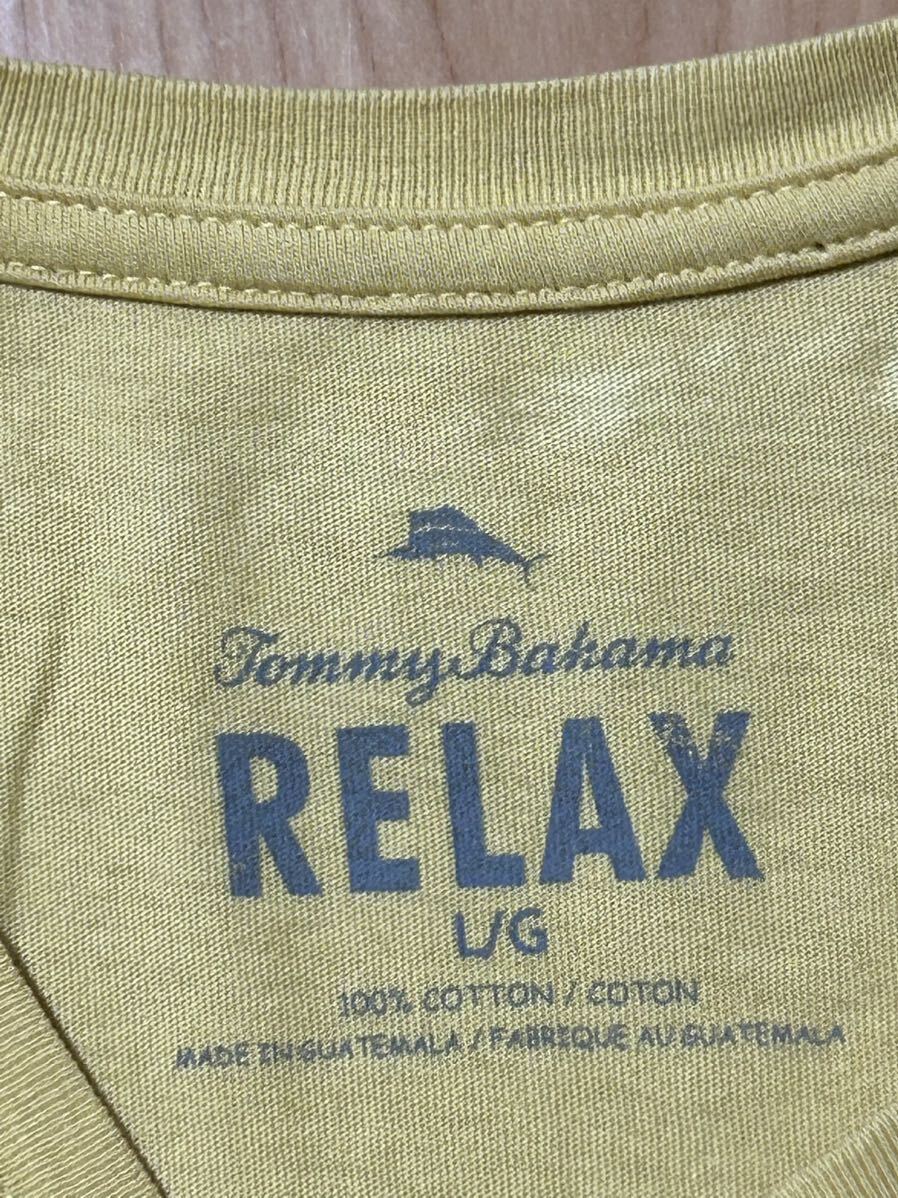 Tommy Bahama
RELAX
L/G
100% COTTON / COTON
MADE IN GUATEMALA / FABRIQUE AU GUATEMALA